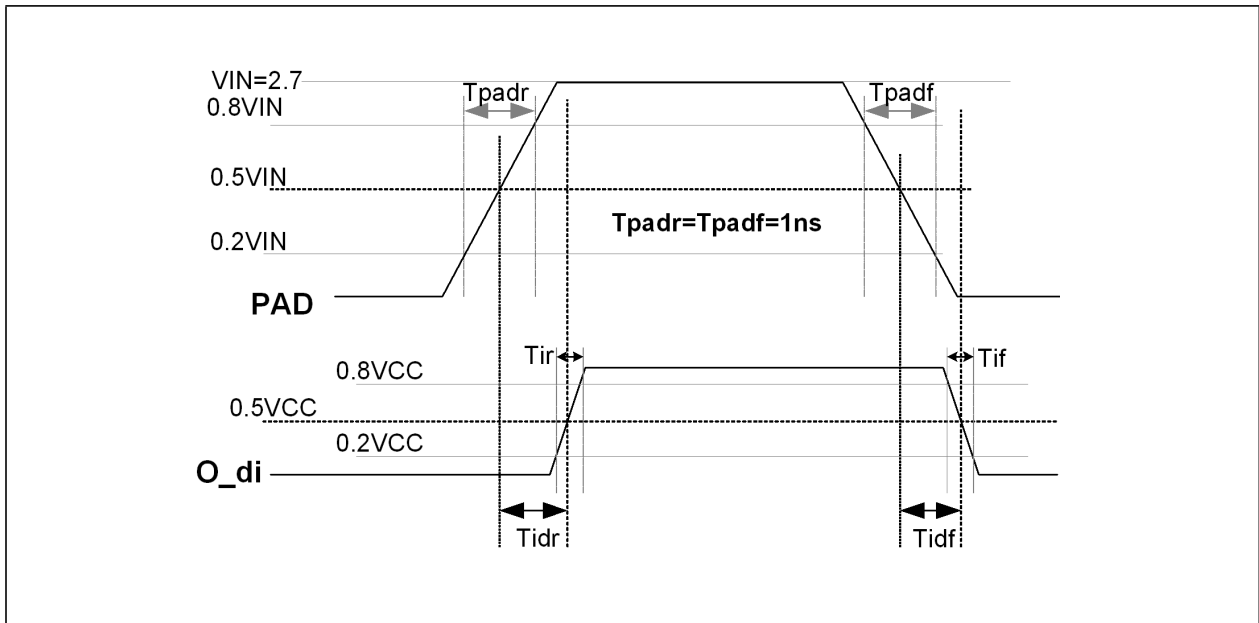 VIN=2.7
Tpadr
Tpadf
0.8VIN
0.5VIN
Tpadr=Tpadf=1ns
0.2VIN
PAD
Tir
Tif
0.8VCC
0.5VCC
0.2VCC
O_di
Tidr
Tidf